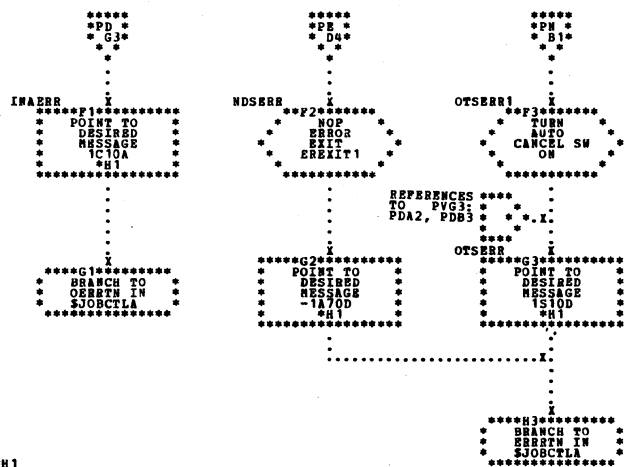 PD
G3
PE
D4
PN
B1
INAERR
F1
POINT TO
DESIRED
MESSAGE
1C10A
*H1
NDSERR
F2
NOP
ERROR
EXIT
EREXIT1
OTSERR1
F3
TURN
AUTO
CANCEL SW
ON
REFERENCES
TO PVG3:
PDA2, PDB3
G1
BRANCH TO
OERRTN IN
$JOBCTLA
G2
POINT TO
DESIRED
MESSAGE
-1A70D
*H1
OTSERR
G3
POINT TO
DESIRED
MESSAGE
1S10D
*H1
H3
BRANCH TO
ERRRTN IN
$JOBCTLA
H1